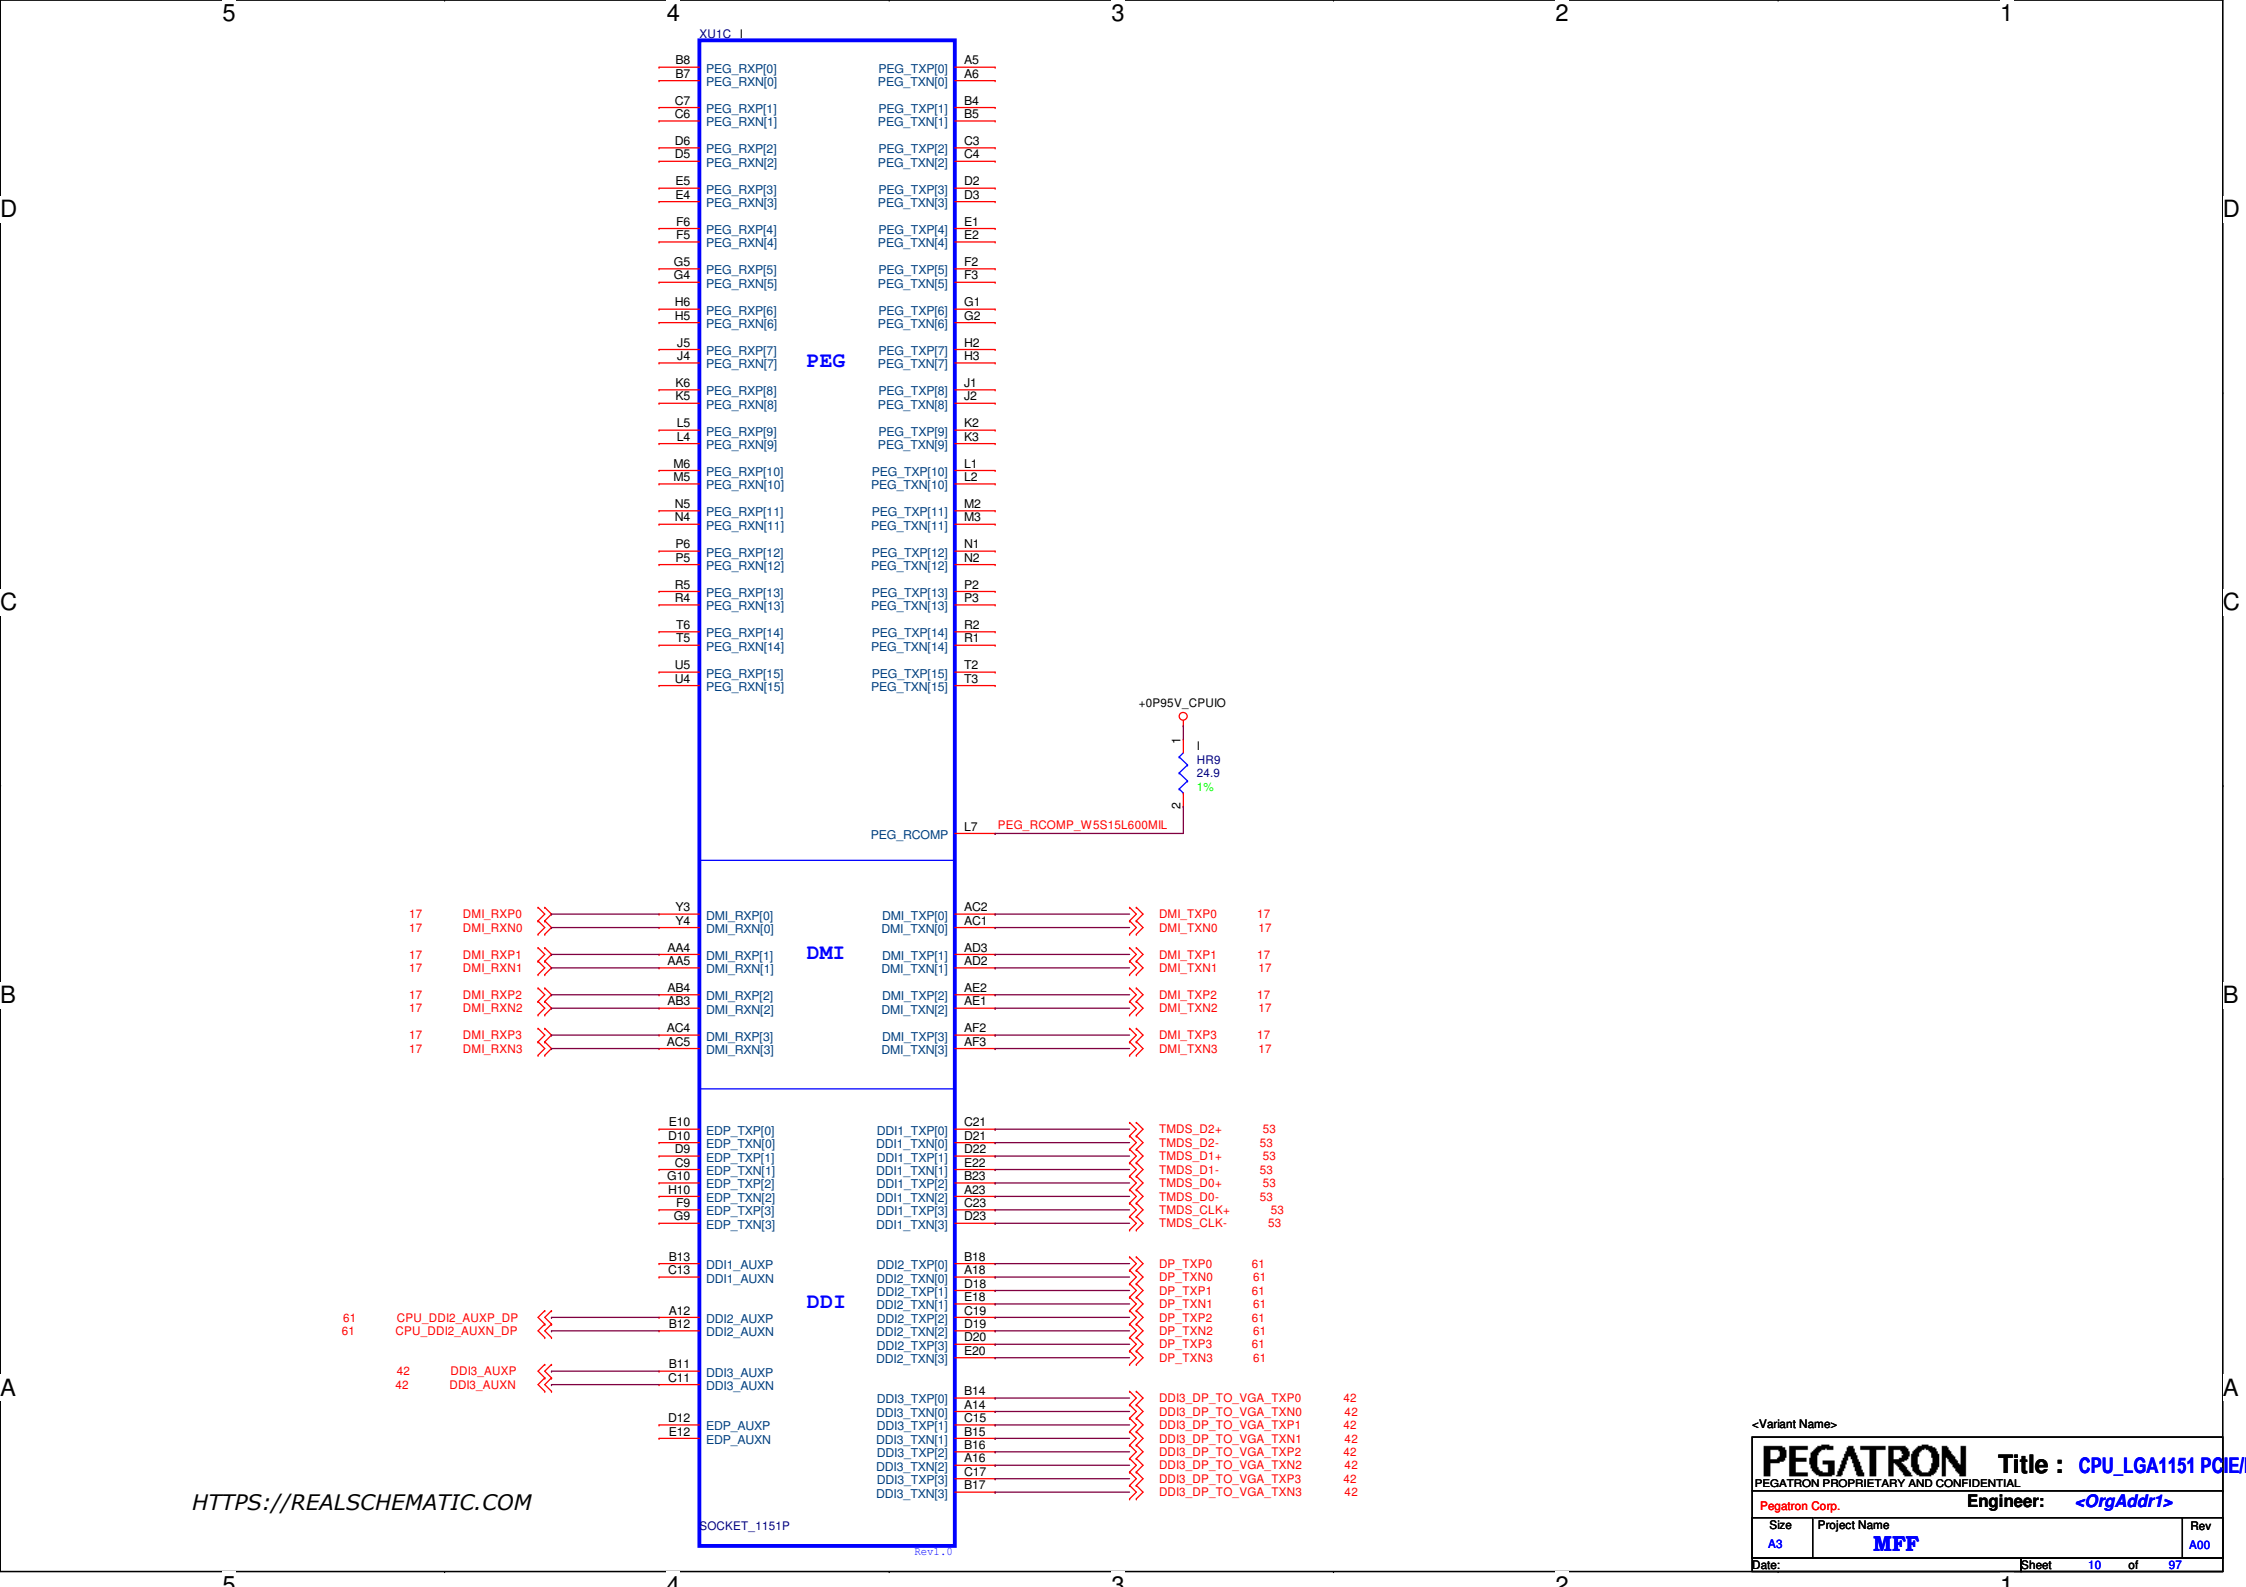 5 4 3 2 1
XU1C I
B8 PEG_RXP[0] PEG_TXP[0] A5
B7 PEG_RXN[0] PEG_TXN[0] A6
C7 PEG_RXP[1] PEG_TXP[1] B4
C6 PEG_RXN[1] PEG_TXN[1] B5
D6 PEG_RXP[2] PEG_TXP[2] C3
D5 PEG_RXN[2] PEG_TXN[2] C4
E5 PEG_RXP[3] PEG_TXP[3] D2
E4 PEG_RXN[3] PEG_TXN[3] D3
D D
F6 PEG_RXP[4] PEG_TXP[4] E1
F5 PEG_RXN[4] PEG_TXN[4] E2
G5 PEG_RXP[5] PEG_TXP[5] F2
G4 PEG_RXN[5] PEG_TXN[5] F3
H6 PEG_RXP[6] PEG_TXP[6] G1
H5 PEG_RXN[6] PEG_TXN[6] G2
J5 PEG_RXP[7] PEG_TXP[7] H2
J4 PEG_RXN[7] PEG PEG_TXN[7] H3
K6 PEG_RXP[8] PEG_TXP[8] J1
K5 PEG_RXN[8] PEG_TXN[8] J2
L5 PEG_RXP[9] PEG_TXP[9] K2
L4 PEG_RXN[9] PEG_TXN[9] K3
M6 PEG_RXP[10] PEG_TXP[10] L1
M5 PEG_RXN[10] PEG_TXN[10] L2
N5 PEG_RXP[11] PEG_TXP[11] M2
N4 PEG_RXN[11] PEG_TXN[11] M3
P6 PEG_RXP[12] PEG_TXP[12] N1
P5 PEG_RXN[12] PEG_TXN[12] N2
R5 PEG_RXP[13] PEG_TXP[13] P2
R4 PEG_RXN[13] PEG_TXN[13] P3
C C
T6 PEG_RXP[14] PEG_TXP[14] R2
T5 PEG_RXN[14] PEG_TXN[14] R1
U5 PEG_RXP[15] PEG_TXP[15] T2
U4 PEG_RXN[15] PEG_TXN[15] T3
+0P95V_CPUIO
1
I
HR9
24.9
1%
2
PEG_RCOMP L7 PEG_RCOMP_W5S15L600MIL
17 DMI_RXP0 Y3 DMI_RXP[0] DMI_TXP[0] AC2 DMI_TXP0 17
17 DMI_RXN0 Y4 DMI_RXN[0] DMI_TXN[0] AC1 DMI_TXN0 17
17 DMI_RXP1 AA4 DMI_RXP[1] DMI DMI_TXP[1] AD3 DMI_TXP1 17
17 DMI_RXN1 AA5 DMI_RXN[1] DMI_TXN[1] AD2 DMI_TXN1 17
17 DMI_RXP2 AB4 DMI_RXP[2] DMI_TXP[2] AE2 DMI_TXP2 17
B B
17 DMI_RXN2 AB3 DMI_RXN[2] DMI_TXN[2] AE1 DMI_TXN2 17
17 DMI_RXP3 AC4 DMI_RXP[3] DMI_TXP[3] AF2 DMI_TXP3 17
17 DMI_RXN3 AC5 DMI_RXN[3] DMI_TXN[3] AF3 DMI_TXN3 17
E10 EDP_TXP[0] DDI1_TXP[0] C21 TMDS_D2+ 53
D10 EDP_TXN[0] DDI1_TXN[0] D21 TMDS_D2- 53
D9 EDP_TXP[1] DDI1_TXP[1] D22 TMDS_D1+ 53
C9 EDP_TXN[1] DDI1_TXN[1] E22 TMDS_D1- 53
G10 EDP_TXP[2] DDI1_TXP[2] B23 TMDS_D0+ 53
H10 EDP_TXN[2] DDI1_TXN[2] A23 TMDS_D0- 53
F9 EDP_TXP[3] DDI1_TXP[3] C23 TMDS_CLK+ 53
G9 EDP_TXN[3] DDI1_TXN[3] D23 TMDS_CLK- 53
B13 DDI1_AUXP DDI2_TXP[0] B18 DP_TXP0 61
C13 DDI1_AUXN DDI2_TXN[0] A18 DP_TXN0 61
DDI2_TXP[1] D18 DP_TXP1 61
DDI DDI2_TXN[1] E18 DP_TXN1 61
61 CPU_DDI2_AUXP_DP A12 DDI2_AUXP DDI2_TXP[2] C19 DP_TXP2 61
61 CPU_DDI2_AUXN_DP B12 DDI2_AUXN DDI2_TXN[2] D19 DP_TXN2 61
DDI2_TXP[3] D20 DP_TXP3 61
DDI2_TXN[3] E20 DP_TXN3 61
42 DDI3_AUXP B11 DDI3_AUXP
42 DDI3_AUXN C11 DDI3_AUXN
A A
DDI3_TXP[0] B14 DDI3_DP_TO_VGA_TXP0 42
DDI3_TXN[0] A14 DDI3_DP_TO_VGA_TXN0 42
D12 EDP_AUXP DDI3_TXP[1] C15 DDI3_DP_TO_VGA_TXP1 42
E12 EDP_AUXN DDI3_TXN[1] B15 DDI3_DP_TO_VGA_TXN1 42
DDI3_TXP[2] B16 DDI3_DP_TO_VGA_TXP2 42
DDI3_TXN[2] A16 DDI3_DP_TO_VGA_TXN2 42
DDI3_TXP[3] C17 DDI3_DP_TO_VGA_TXP3 42
DDI3_TXN[3] B17 DDI3_DP_TO_VGA_TXN3 42
SOCKET_1151P
Rev1.0
HTTPS://REALSCHEMATIC.COM
<Variant Name>
PEGATRON Title : CPU_LGA1151 PCIE/
PEGATRON PROPRIETARY AND CONFIDENTIAL
Pegatron Corp. Engineer: <OrgAddr1>
Size Project Name Rev
A3 MFF A00
Date: Sheet 10 of 97
5 4 3 2 1